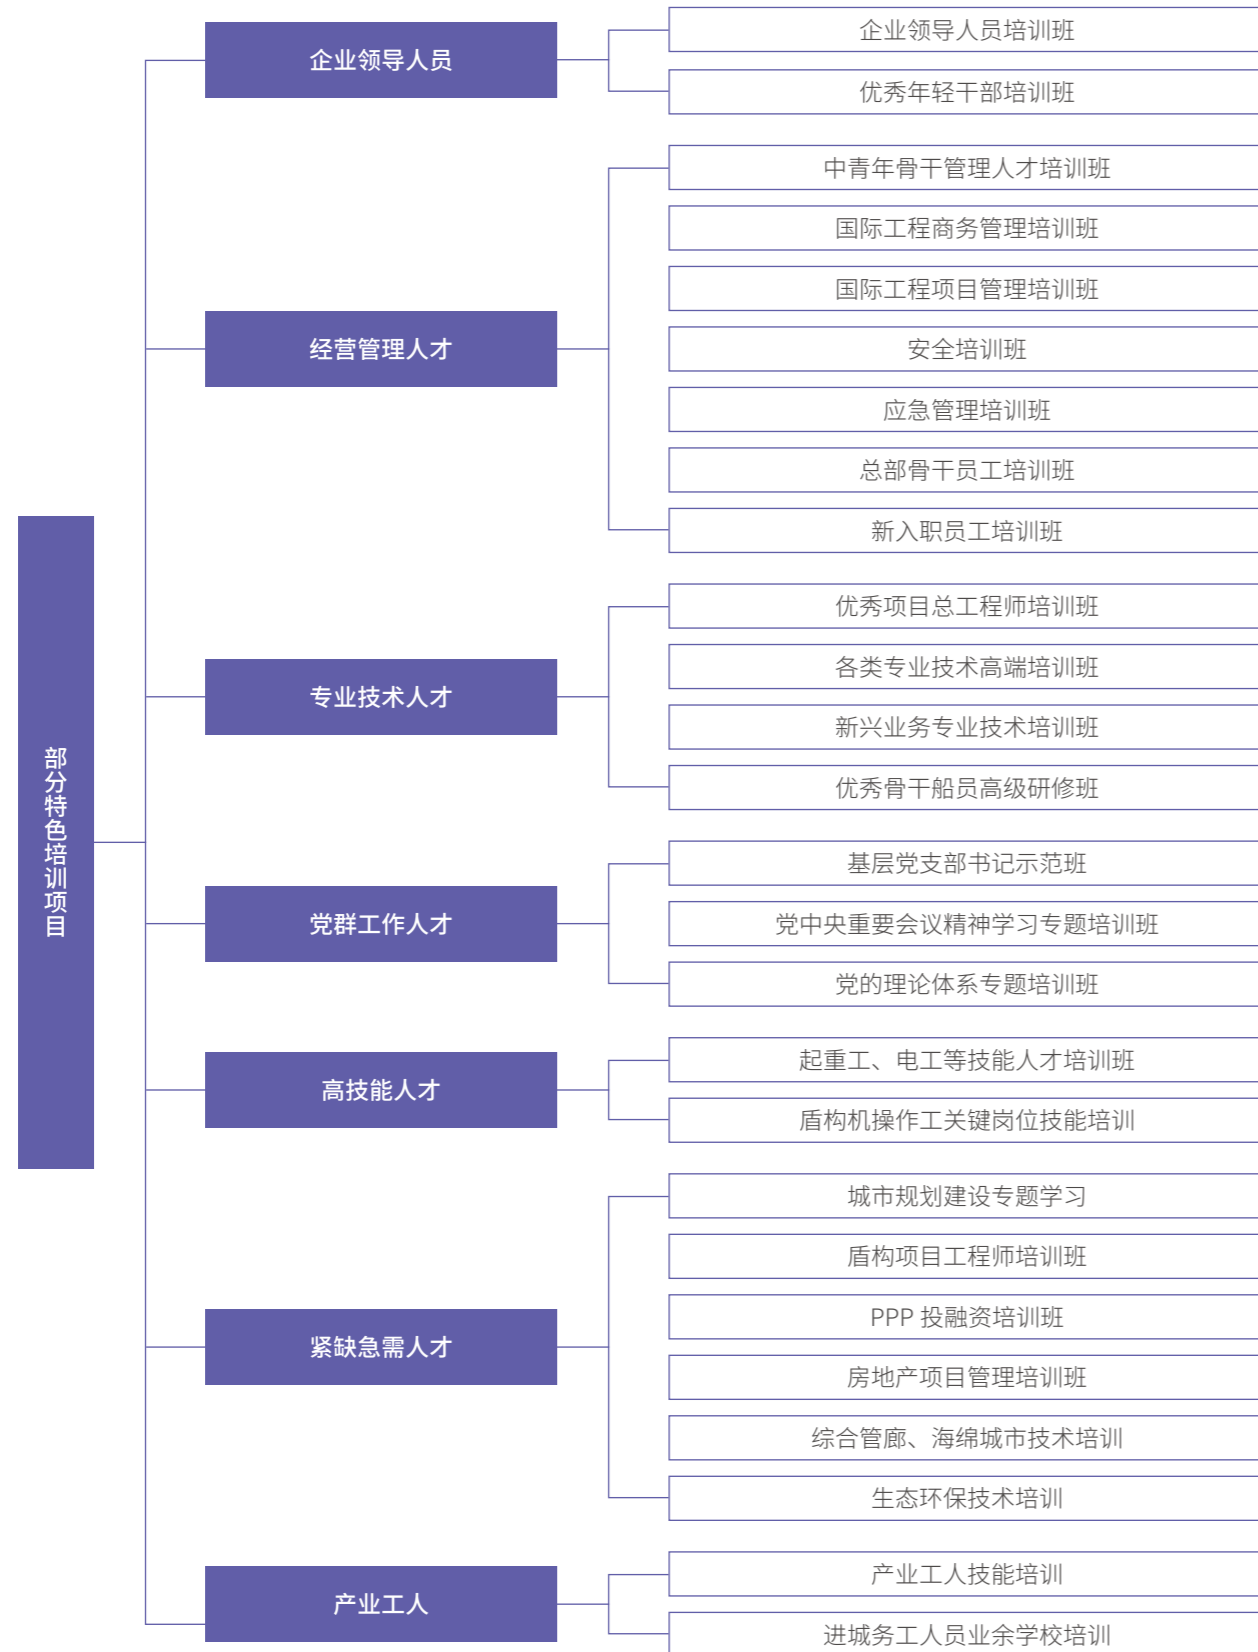 部分特色培训项目
企业领导人员
企业领导人员培训班
优秀年轻干部培训班
经营管理人才
中青年骨干管理人才培训班
国际工程商务管理培训班
国际工程项目管理培训班
安全培训班
应急管理培训班
总部骨干员工培训班
新入职员工培训班
专业技术人才
优秀项目总工程师培训班
各类专业技术高端培训班
新兴业务专业技术培训班
优秀骨干船员高级研修班
党群工作人才
基层党支部书记示范班
党中央重要会议精神学习专题培训班
党的理论体系专题培训班
高技能人才
起重工、电工等技能人才培训班
盾构机操作工关键岗位技能培训
紧缺急需人才
城市规划建设专题学习
盾构项目工程师培训班
PPP 投融资培训班
房地产项目管理培训班
综合管廊、海绵城市技术培训
生态环保技术培训
产业工人
产业工人技能培训
进城务工人员业余学校培训